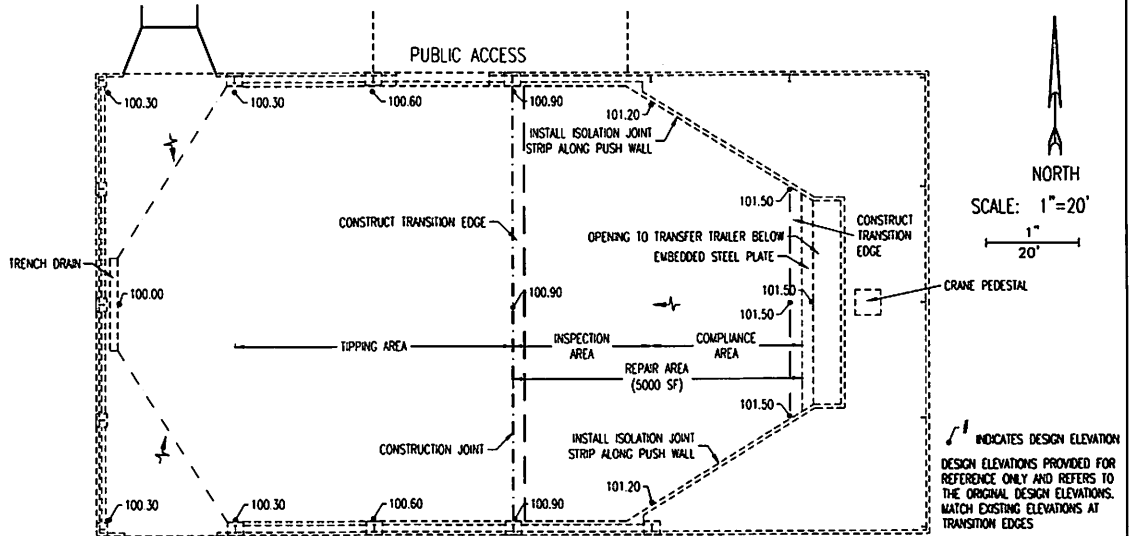 PUBLIC ACCESS
100.30
100.30
100.60
100.90
101.20
INSTALL ISOLATION JOINT
STRIP ALONG PUSH WALL
NORTH
SCALE: 1"=20'
1"
20'
101.50
CONSTRUCT TRANSITION EDGE
OPENING TO TRANSFER TRAILER BELOW
EMBEDDED STEEL PLATE
CONSTRUCT
TRANSITION
EDGE
TRENCH DRAIN
100.00
100.90
101.50
101.50
CRANE PEDESTAL
TIPPING AREA
INSPECTION
AREA
COMPLIANCE
AREA
REPAIR AREA
(5000 SF)
101.50
CONSTRUCTION JOINT
INSTALL ISOLATION JOINT
STRIP ALONG PUSH WALL
101.20
100.30
100.30
100.60
100.90
INDICATES DESIGN ELEVATION
DESIGN ELEVATIONS PROVIDED FOR
REFERENCE ONLY AND REFERS TO
THE ORIGINAL DESIGN ELEVATIONS.
MATCH EXISTING ELEVATIONS AT
TRANSITION EDGES